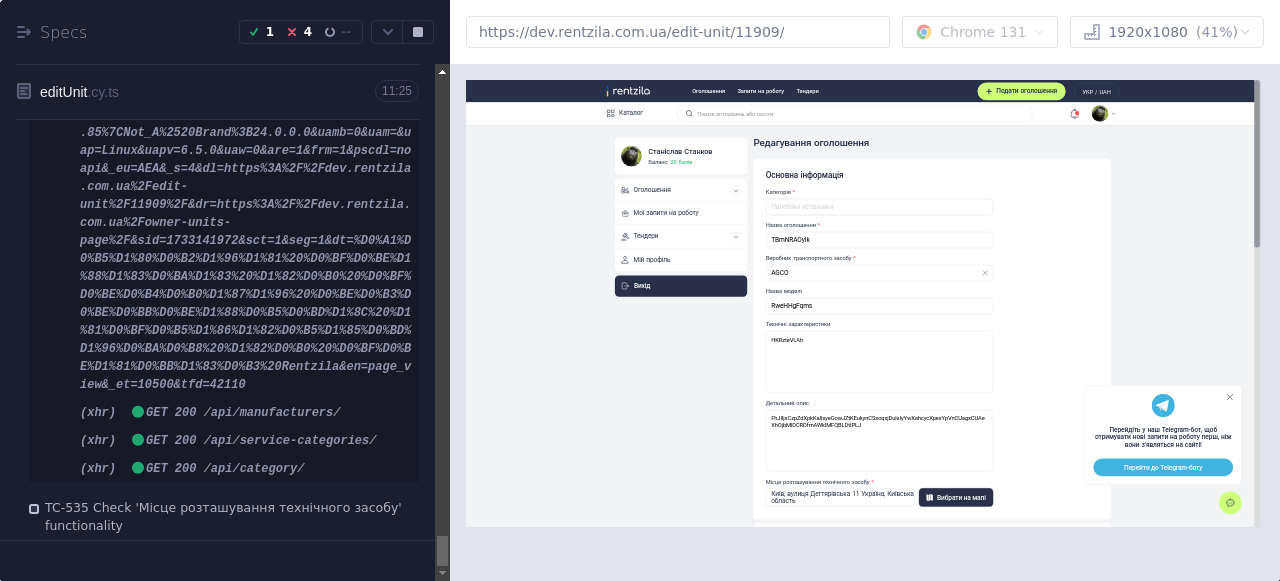 Specs
1
4
--
editUnit.cy.ts
11:25
.85%7CNot_A%2520Brand%3B24.0.0.0&uamb=0&uam=&u
ap=Linux&uapv=6.5.0&uaw=0&are=1&frm=1&pscdl=no
api&_eu=AEA&_s=4&dl=https%3A%2F%2Fdev.rentzila
.com.ua%2Fedit-
unit%2F11909%2F&dr=https%3A%2F%2Fdev.rentzila.
com.ua%2Fowner-units-
page%2F&sid=1733141972&sct=1&seg=1&dt=%D0%A1%D
0%B5%D1%80%D0%B2%D1%96%D1%81%20%D0%BF%D0%BE%D1
%88%D1%83%D0%BA%D1%83%20%D1%82%D0%B0%20%D0%BF%
D0%BE%D0%B4%D0%B0%D1%87%D1%96%20%D0%BE%D0%B3%D
0%BE%D0%BB%D0%BE%D1%88%D0%B5%D0%BD%D1%8C%20%D1
%81%D0%BF%D0%B5%D1%86%D1%82%D0%B5%D1%85%D0%BD%
D1%96%D0%BA%D0%B8%20%D1%82%D0%B0%20%D0%BF%D0%B
E%D1%81%D0%BB%D1%83%D0%B3%20Rentzila&en=page_v
iew&_et=10500&tfd=42110
(xhr) GET 200 /api/manufacturers/
(xhr) GET 200 /api/service-categories/
(xhr) GET 200 /api/category/
TC-535 Check 'Місце розташування технічного засобу'
functionality
https://dev.rentzila.com.ua/edit-unit/11909/
Chrome 131
1920x1080 (41%)
rentzila
Оголошення
Запити на роботу
Тендери
+ Подати оголошення
УКР / UAH
Каталог
Пошук оголошень або послуг
Станіслав Станков
Баланс: 20 балів
Оголошення
Мої запити на роботу
Тендери
Мій профіль
Вихід
Редагування оголошення
Основна інформація
Категорія *
Палебійні установки
Назва оголошення *
TBmNRAOyIk
Виробник транспортного засобу *
AGCO
Назва моделі
RweHHgFqms
Технічні характеристики
HKRzteVLAh
Детальний опис
Місце розташування технічного засобу *
Київ, вулиця Дегтярівська 11 Україна, Київська
область
Вибрати на мапі
Перейдіть у наш Telegram-бот, щоб
отримувати нові запити на роботу перш, ніж
вони з'являться на сайті!
Перейти до Telegram-боту